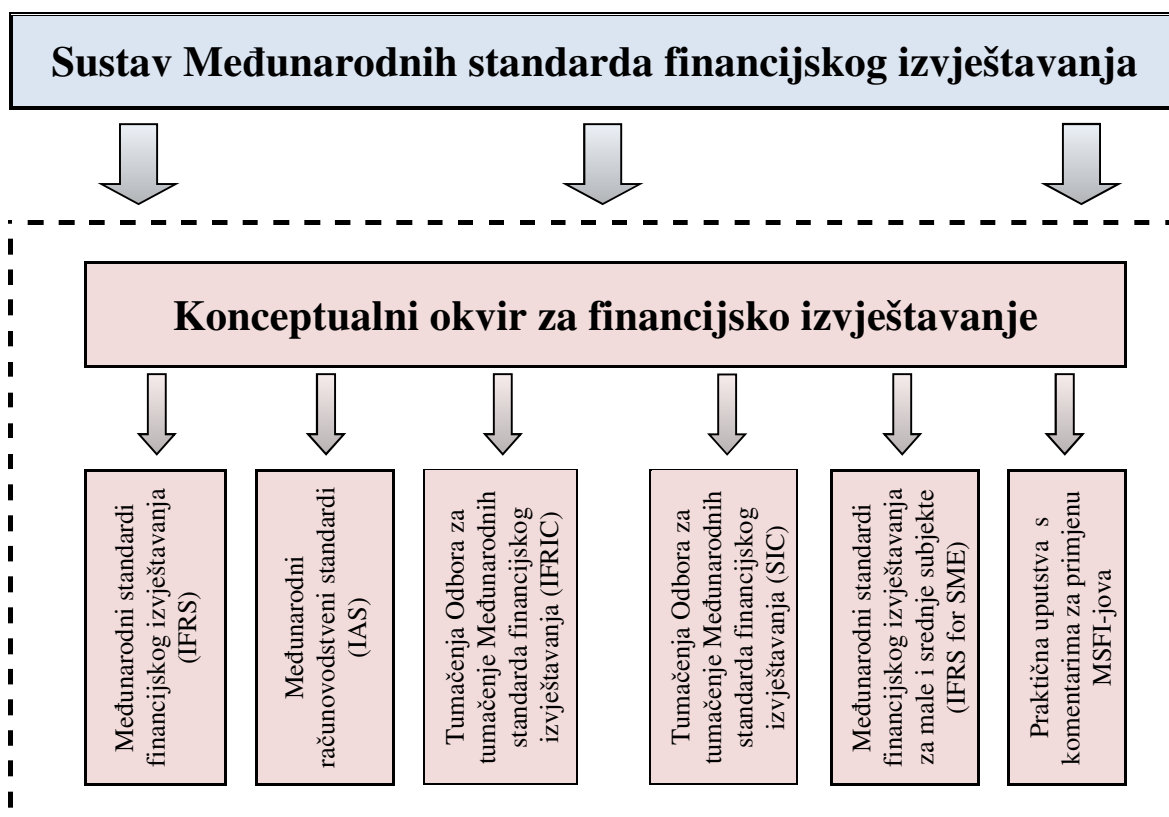 Sustav Međunarodnih standarda financijskog izvještavanja
Konceptualni okvir za financijsko izvještavanje
Međunarodni standardi
financijskog izvještavanja
(IFRS)
Međunarodni
računovodstveni standardi
(IAS)
Tumačenja Odbora za
tumačenje Međunarodnih
standarda financijskog
izvještavanja (IFRIC)
Tumačenja Odbora za
tumačenje Međunarodnih
standarda financijskog
izvještavanja (SIC)
Međunarodni standardi
financijskog izvještavanja
za male i srednje subjekte
(IFRS for SME)
Praktična uputstva s
komentarima za primjenu
MSFI-jova